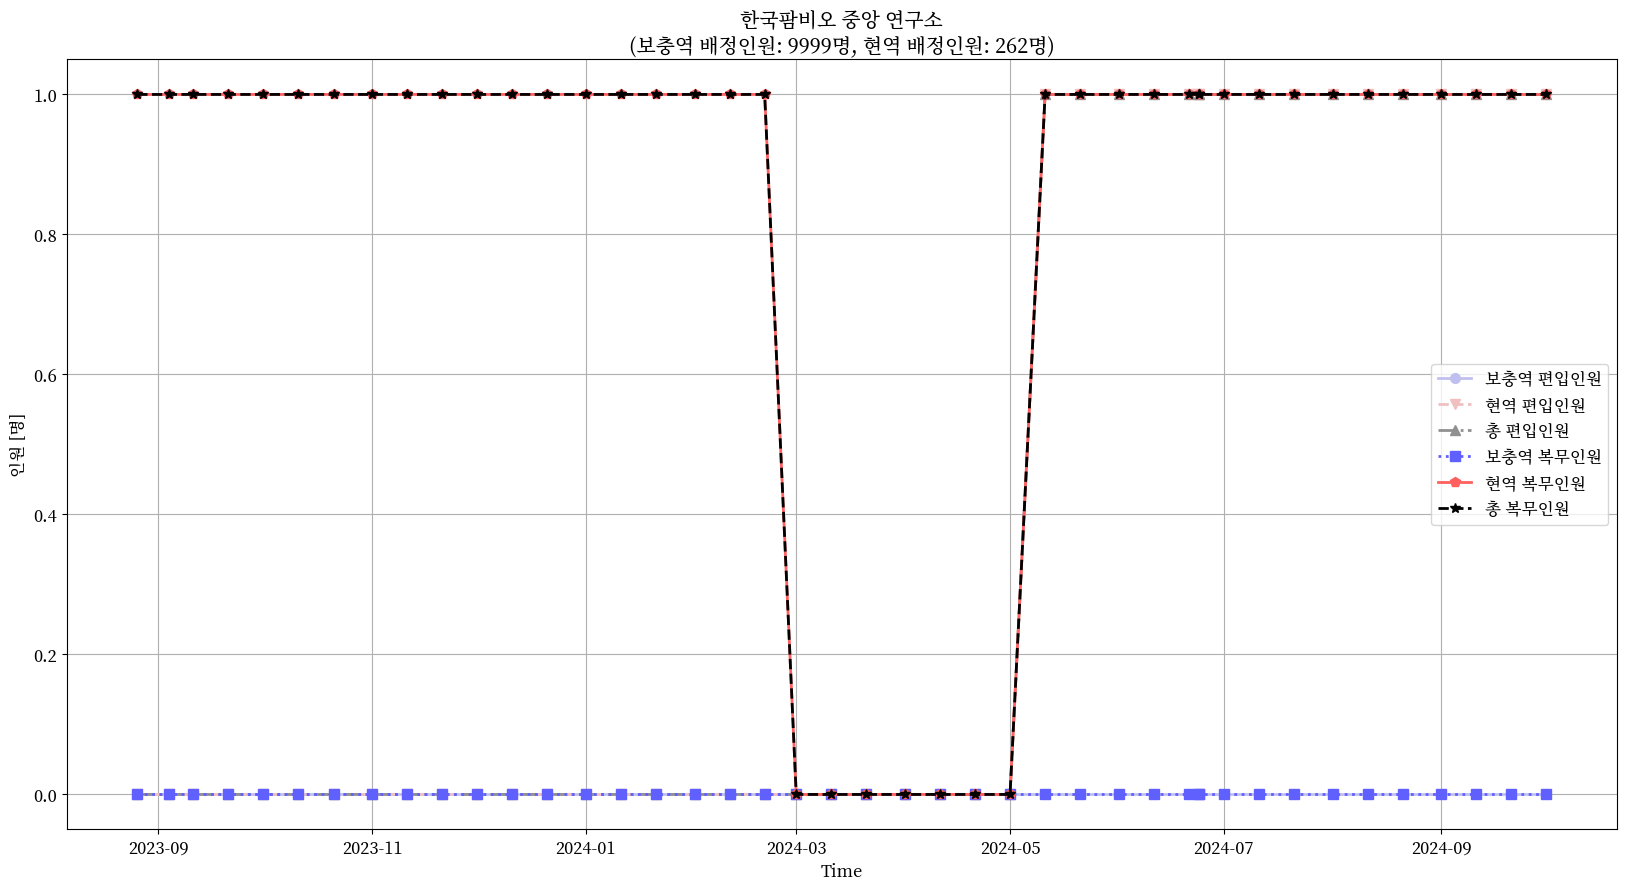 한국팜비오 중앙 연구소
(보충역 배정인원: 9999명, 현역 배정인원: 262명)
인원 [명]
1.0
0.8
0.6
0.4
0.2
0.0
보충역 편입인원
현역 편입인원
총 편입인원
보충역 복무인원
현역 복무인원
총 복무인원
2023-09
2023-11
2024-01
2024-03
2024-05
2024-07
2024-09
Time